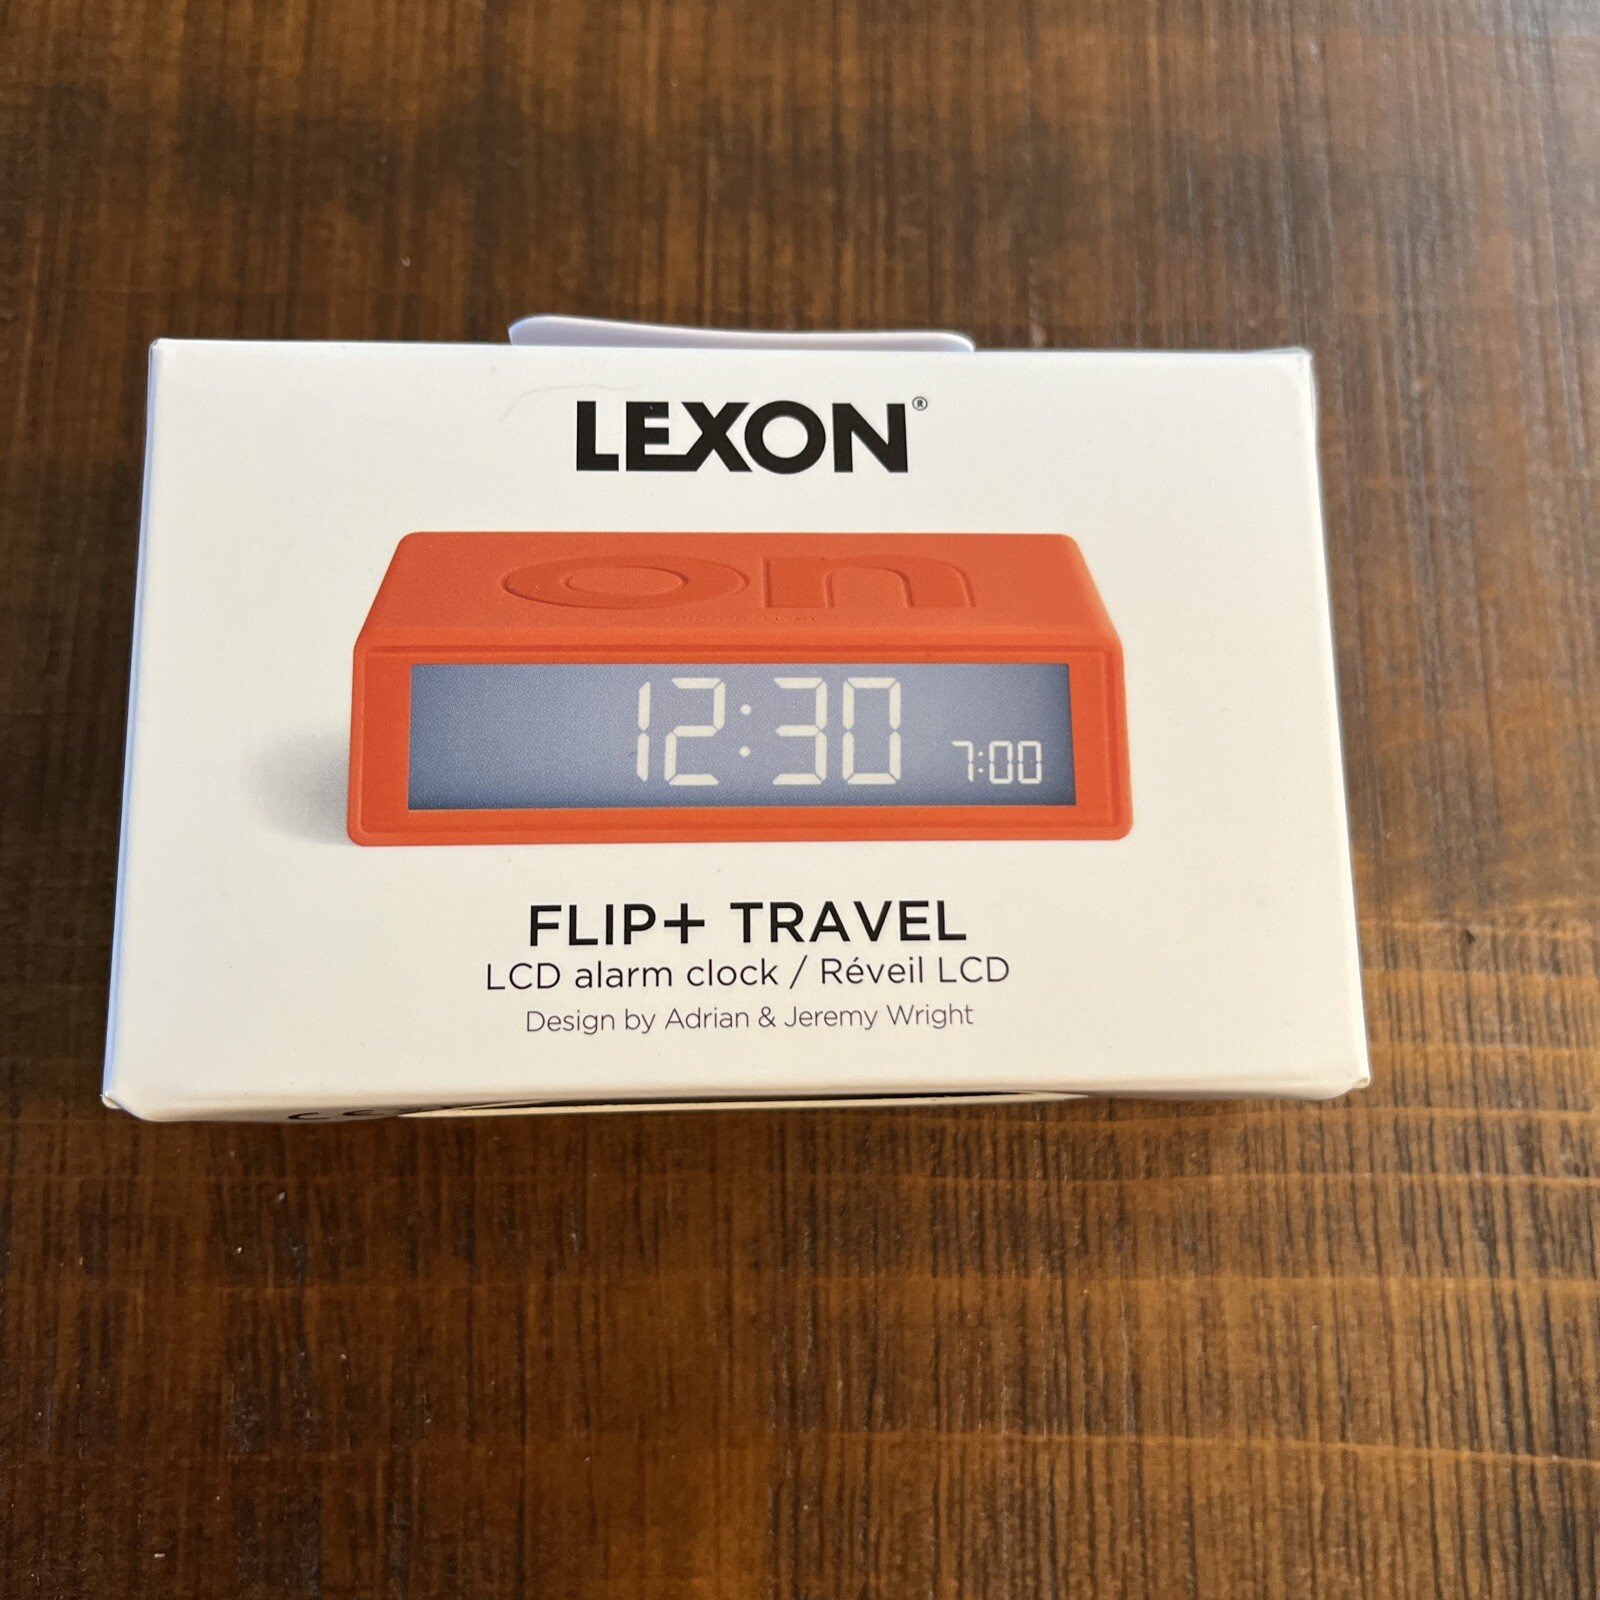 LEXON®
on
12:30
7:00
FLIP+ TRAVEL
LCD alarm clock / Réveil LCD
Design by Adrian & Jeremy Wright